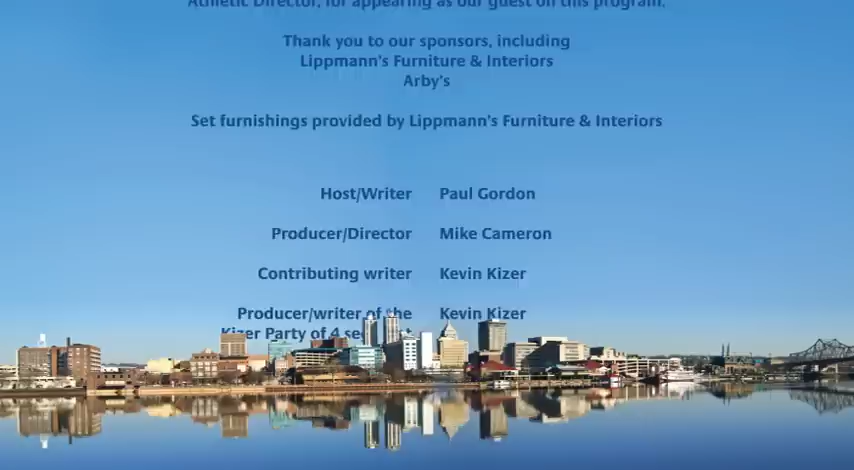 Athletic Director, for appearing as our guest on this program.
Thank you to our sponsors, including
Lippmann's Furniture & Interiors
Arby's
Set furnishings provided by Lippmann's Furniture & Interiors
Host/Writer Paul Gordon
Producer/Director Mike Cameron
Contributing writer Kevin Kizer
Producer/writer of the Kevin Kizer
Kizer Party of 4